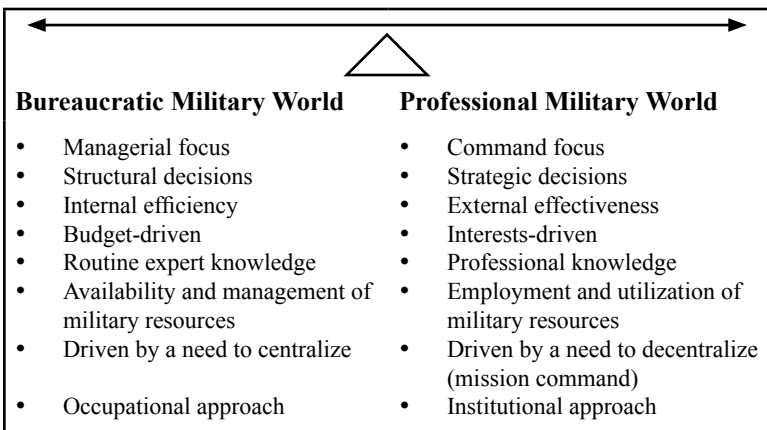 Bureaucratic Military World
• Managerial focus
• Structural decisions
• Internal efficiency
• Budget-driven
• Routine expert knowledge
• Availability and management of
military resources
• Driven by a need to centralize
• Occupational approach
Professional Military World
• Command focus
• Strategic decisions
• External effectiveness
• Interests-driven
• Professional knowledge
• Employment and utilization of
military resources
• Driven by a need to decentralize
(mission command)
• Institutional approach